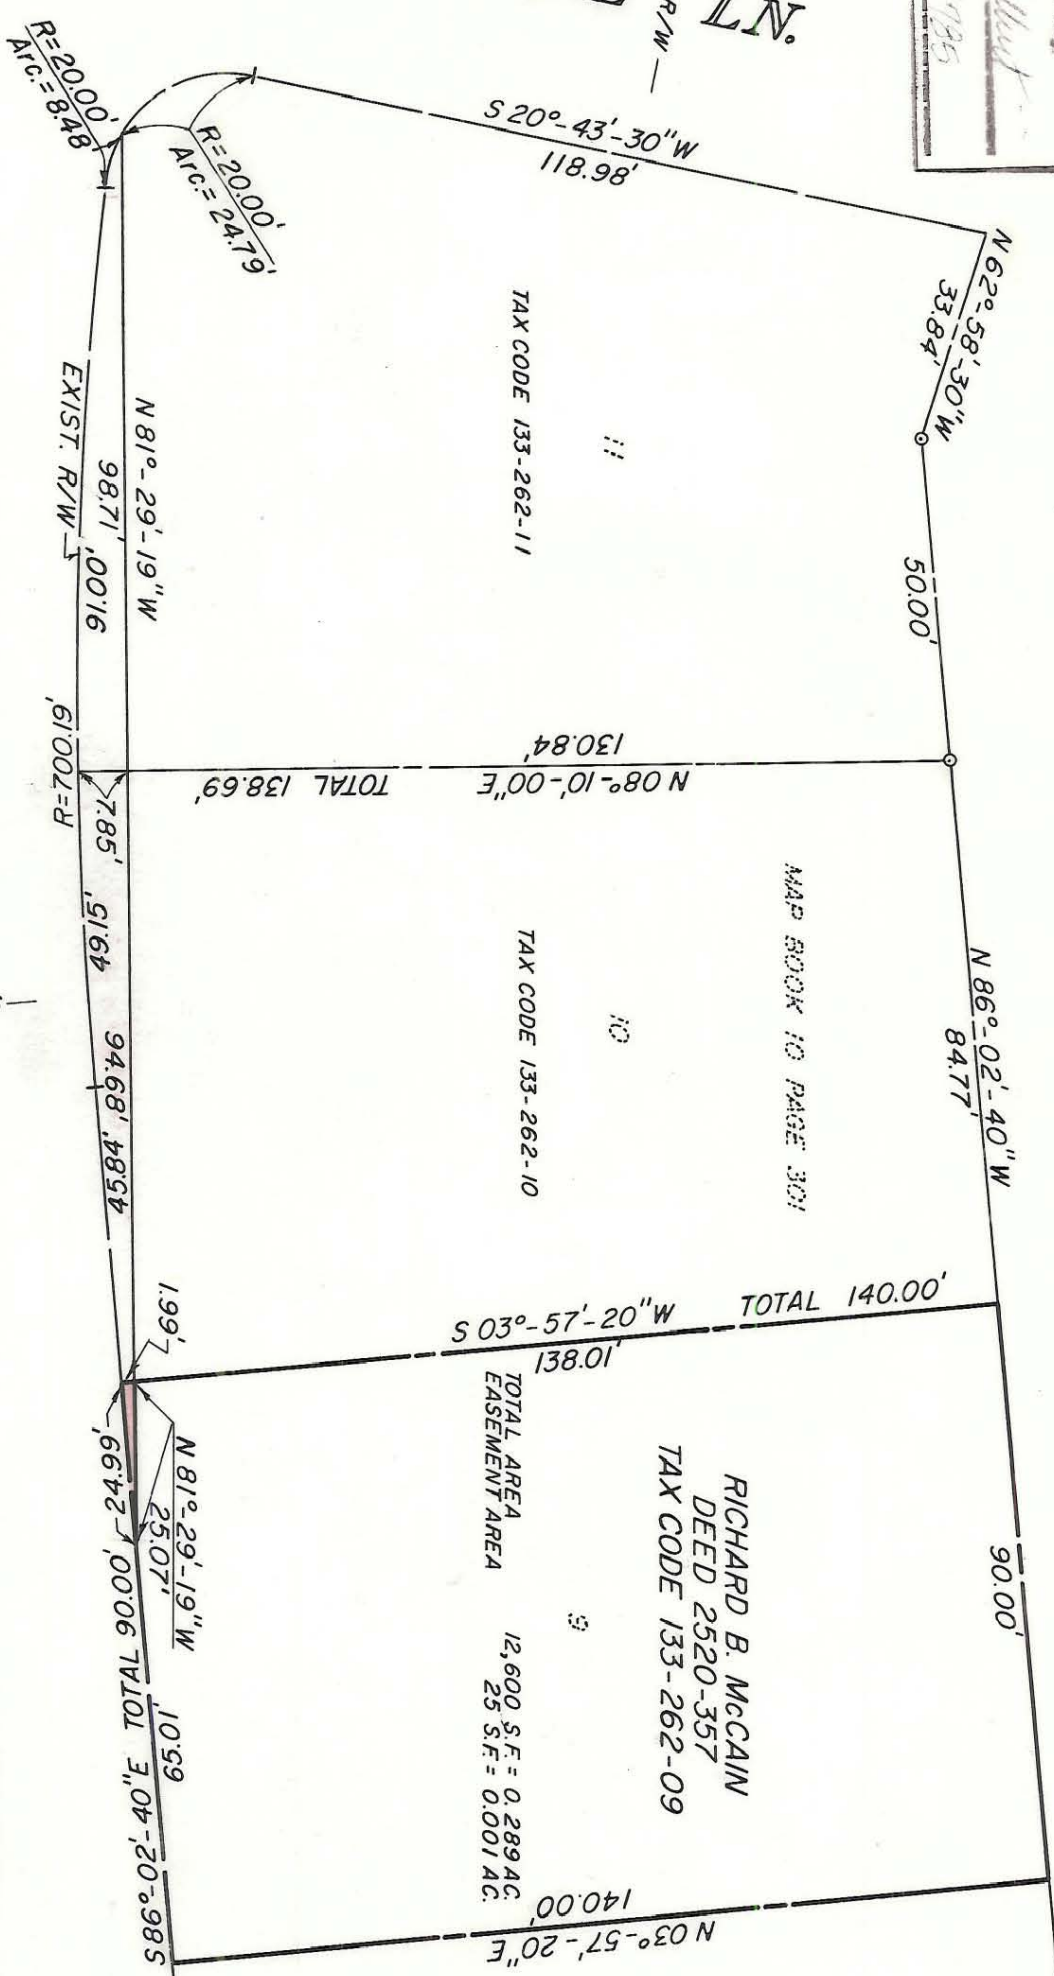 LN.
R/W
785
S 20°-43'-30"W
118.98'
N 62°-58'-30"W
33.84'
50.00'
R=20.00'
Arc.= 8.48
R=20.00'
Arc.= 24.79'
TAX CODE 133-262-11
11
N 81°-29'-19"W
98.71'
91.00'
EXIST. R/W
R=700.19'
7.85'
130.84'
N 08°-10'-00"E
TOTAL 138.69'
N 86°-02'-40"W
84.77'
MAP BOOK 10 PAGE 301
10
TAX CODE 133-262-10
49.15'
94.68'
45.84'
1.99'
S 03°-57'-20"W
TOTAL 140.00'
138.01'
90.00'
RICHARD B. McCAIN
DEED 2520-357
TAX CODE 133-262-09
9
TOTAL AREA 12,600 S.F. = 0.289 AC.
EASEMENT AREA 25 S.F. = 0.001 AC.
N 81°-29'-19"W
25.07'
24.99'
65.01'
S 86°-02'-40"E TOTAL 90.00'
140.00'
N 03°-57'-20"E